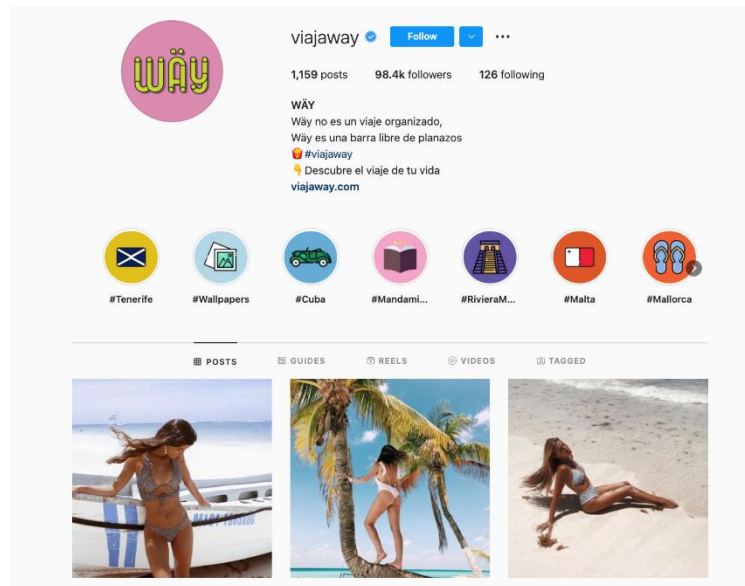 WÄY
viajaway
Follow
1,159 posts 98.4k followers 126 following
WÄY
Wäy no es un viaje organizado,
Wäy es una barra libre de planazos
#viajaway
Descubre el viaje de tu vida
viajaway.com
#Tenerife #Wallpapers #Cuba #Mandami... #RivieraM... #Malta #Mallorca
POSTS GUIDES REELS VIDEOS TAGGED